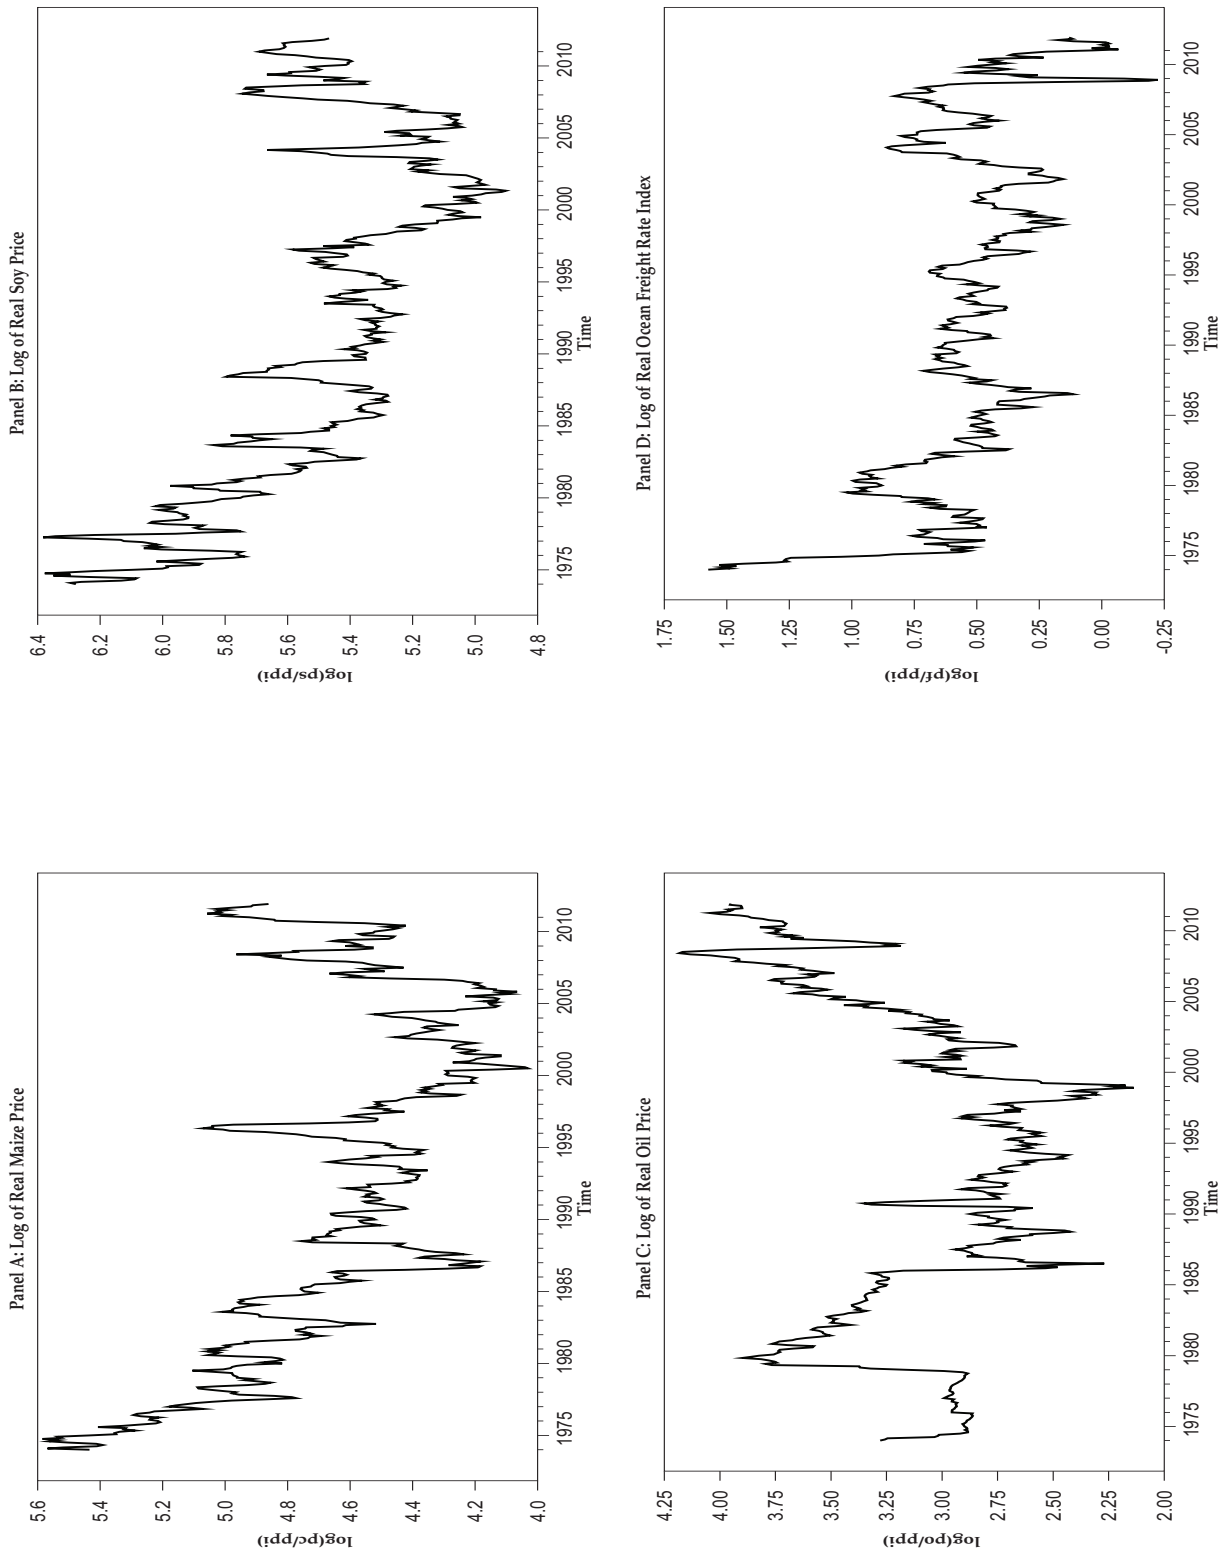 Panel A: Log of Real Maize Price
log(pc/ppi)
5.6
5.4
5.2
5.0
4.8
4.6
4.4
4.2
4.0
1975 1980 1985 1990 1995 2000 2005 2010
Time
Panel B: Log of Real Soy Price
log(ps/ppi)
6.4
6.2
6.0
5.8
5.6
5.4
5.2
5.0
4.8
1975 1980 1985 1990 1995 2000 2005 2010
Time
Panel C: Log of Real Oil Price
log(po/ppi)
4.25
4.00
3.75
3.50
3.25
3.00
2.75
2.50
2.25
2.00
1975 1980 1985 1990 1995 2000 2005 2010
Time
Panel D: Log of Real Ocean Freight Rate Index
log(pf/ppi)
1.75
1.50
1.25
1.00
0.75
0.50
0.25
0.00
-0.25
1975 1980 1985 1990 1995 2000 2005 2010
Time